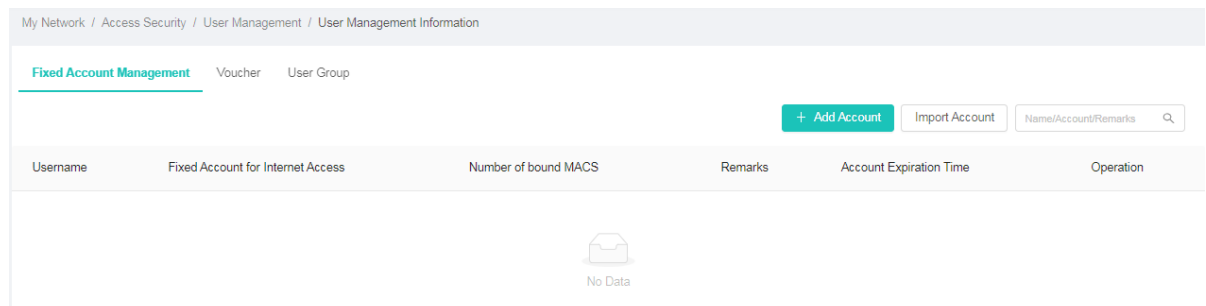 My Network / Access Security / User Management / User Management Information
Fixed Account Management Voucher User Group
+ Add Account Import Account Name/Account/Remarks
Username Fixed Account for Internet Access Number of bound MACS Remarks Account Expiration Time Operation
No Data